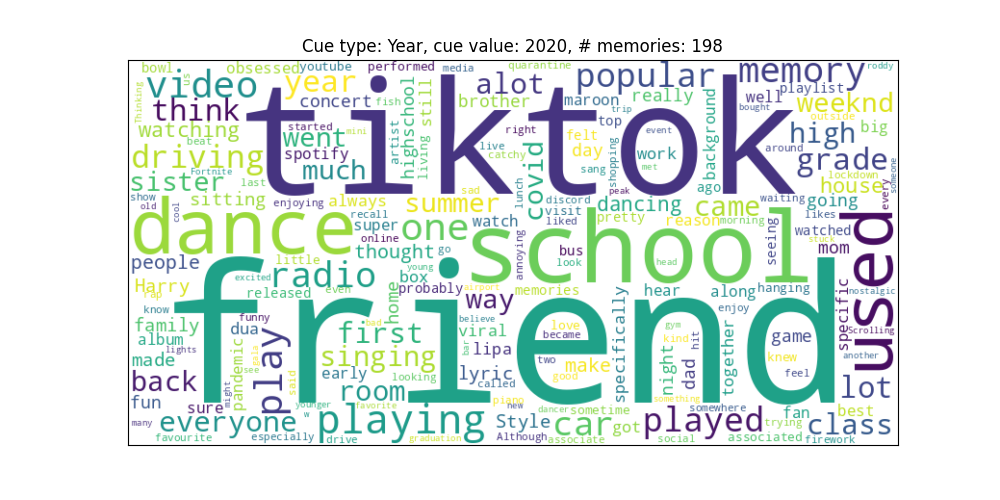 Cue type: Year, cue value: 2020, # memories: 198
bowl us obsessed youtube performed media quarantine memory roddy
Thinking video year alot popular playlist weeknd
think concert fish highschool still brother maroon really well bought outside
watching beat started went mini artist living right felt trip top event background high big
driving spotify much live catchy day work around grade
sister Fortnite last tiktok sad lunch covid sang shopping peak met ago lockdown house every someone
show old cool sitting enjoying always summer discord visit dancing came waiting likes going
dance recall super one watch liked pretty reason morning seeing watched stuck mom used
people online thought go school annoying bus look head
Harry rap little excited radio box young probably way airport memories hear along hanging specific nostalgic
know released even home friend believe became love specifically kind gym hit enjoy game Scrolling
family funny dua first bad viral bar two good make night dad together knew another
album lights pandemic see gala play singing lipa lyric called feel
made back might said early room looking piano something somewhere lot
fun sure younger favorite new dancer sometime fan best
many everyone w playing Style car got played trying class
favourite especially drive graduation Although associate social associated firework